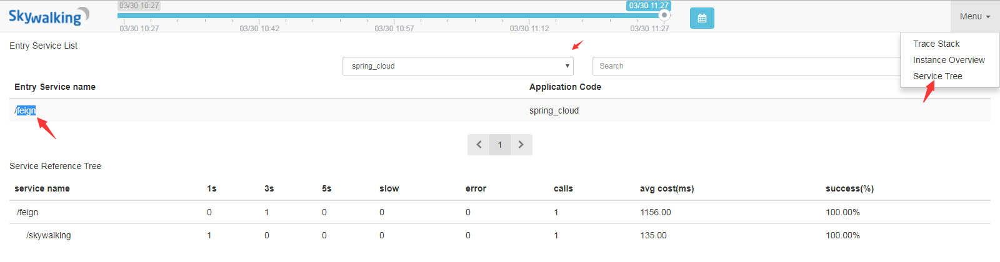 Skywalking
03/30 10:27 03/30 11:27
03/30 10:27 03/30 10:42 03/30 10:57 03/30 11:12 03/30 11:27
Menu
Trace Stack
Instance Overview
Service Tree
Entry Service List
spring_cloud Search
Entry Service name Application Code
/feign spring_cloud
1
Service Reference Tree
service name 1s 3s 5s slow error calls avg cost(ms) success(%)
/feign 0 1 0 0 0 1 1156.00 100.00%
/skywalking 1 0 0 0 0 1 135.00 100.00%